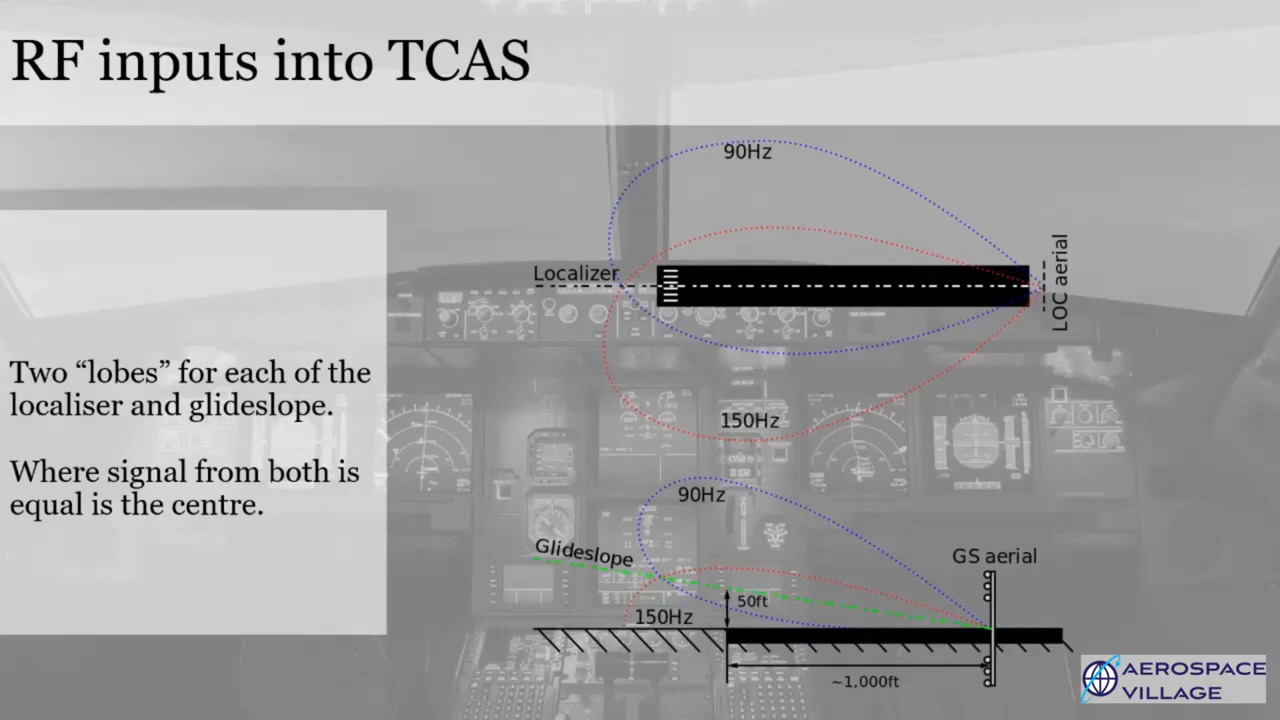 RF inputs into TCAS
90Hz
Localizer
LOC aerial
Two “lobes” for each of the
localiser and glideslope.
150Hz
Where signal from both is
equal is the centre.
90Hz
Glideslope
GS aerial
50ft
150Hz
~1,000ft
AEROSPACE
VILLAGE